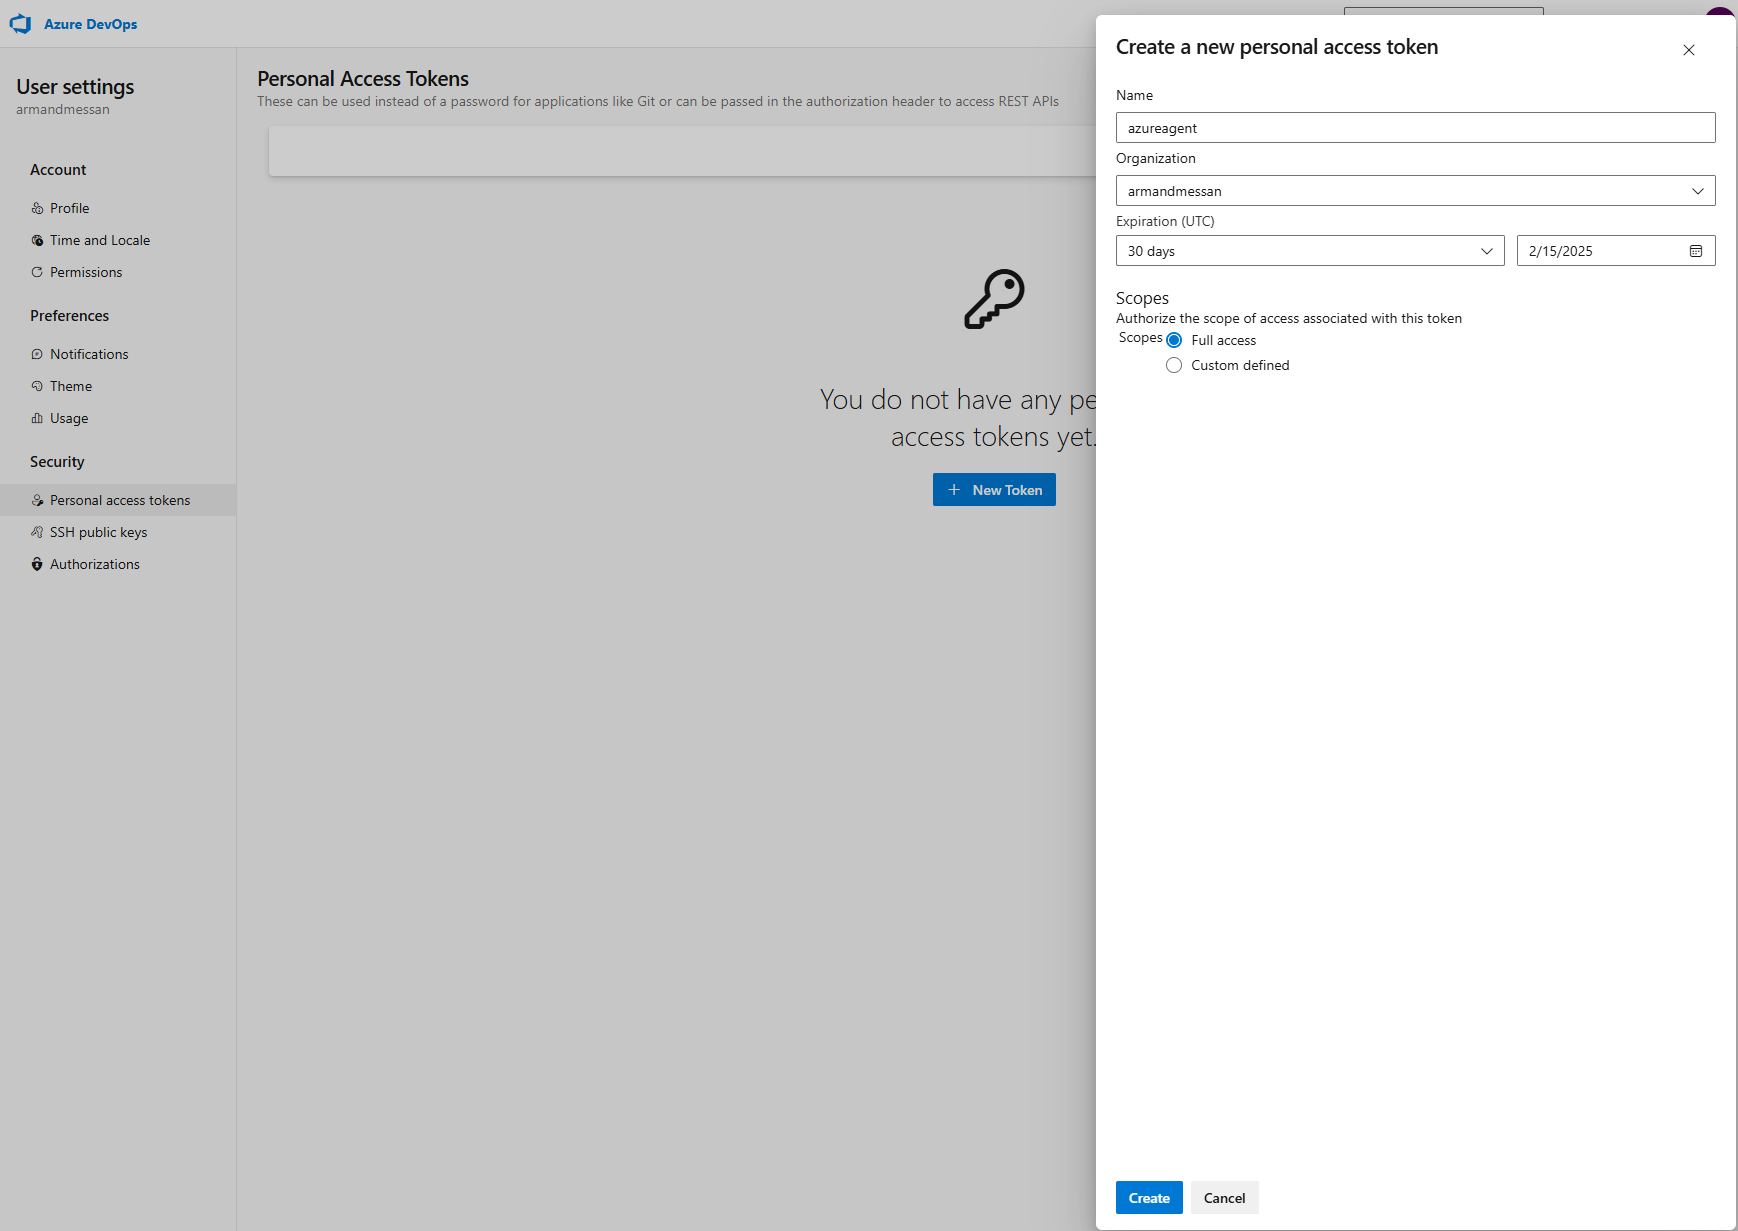 Azure DevOps
User settings
armandmessan
Account
Profile
Time and Locale
Permissions
Preferences
Notifications
Theme
Usage
Security
Personal access tokens
SSH public keys
Authorizations
Personal Access Tokens
These can be used instead of a password for applications like Git or can be passed in the authorization header to access REST APIs
You do not have any pe
access tokens yet.
New Token
Create a new personal access token
Name
azureagent
Organization
armandmessan
Expiration (UTC)
30 days
2/15/2025
Scopes
Authorize the scope of access associated with this token
Scopes
Full access
Custom defined
Create
Cancel